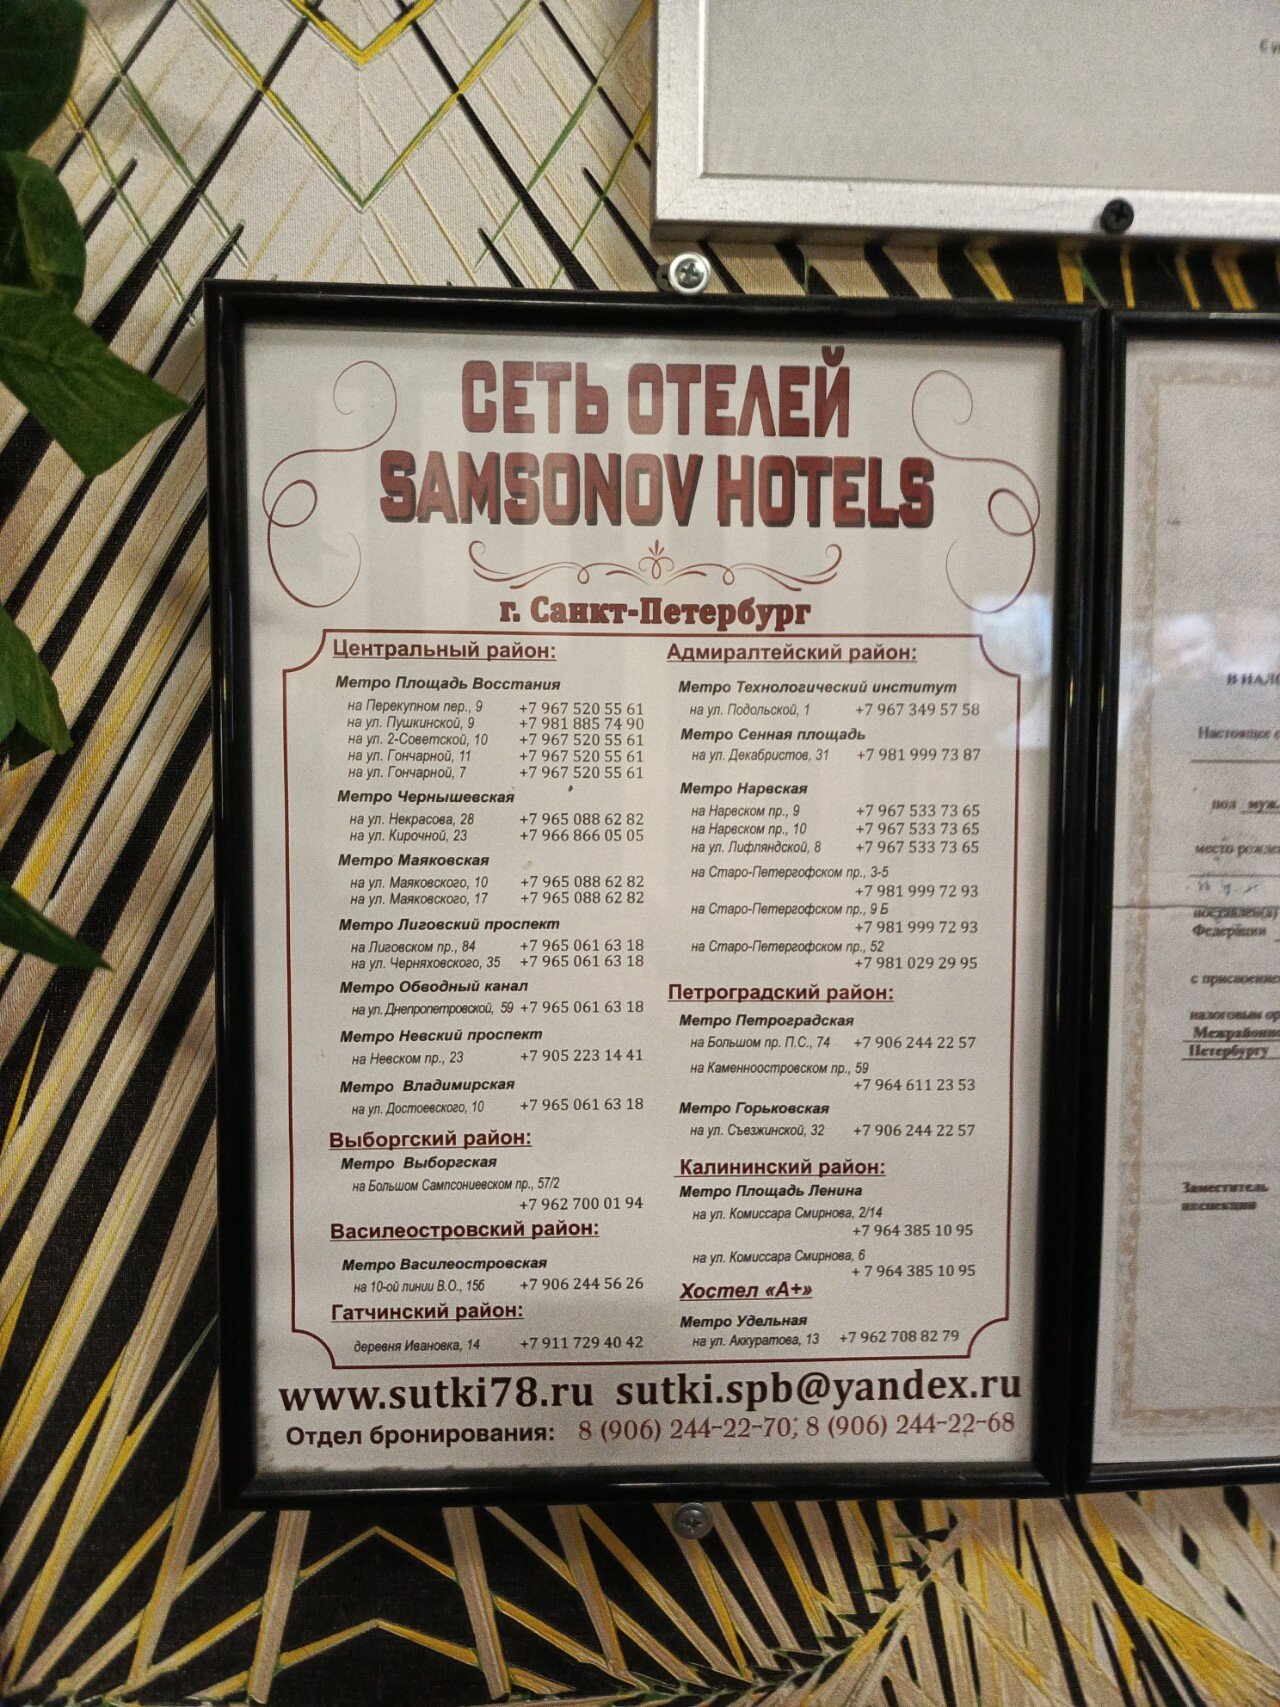 СЕТЬ ОТЕЛЕЙ
SAMSONOV HOTELS
г. Санкт-Петербург
Центральный район:
Метро Площадь Восстания
на Перекупном пер., 9 +7 967 520 55 61
на ул. Пушкинской, 9 +7 981 885 74 90
на ул. 2-Советской, 10 +7 967 520 55 61
на ул. Гончарной, 11 +7 967 520 55 61
на ул. Гончарной, 7 +7 967 520 55 61
Метро Чернышевская
на ул. Некрасова, 28 +7 965 088 62 82
на ул. Кирочной, 23 +7 966 866 05 05
Метро Маяковская
на ул. Маяковского, 10 +7 965 088 62 82
на ул. Маяковского, 17 +7 965 088 62 82
Метро Лиговский проспект
на Лиговском пр., 84 +7 965 061 63 18
на ул. Черняховского, 35 +7 965 061 63 18
Метро Обводный канал
на ул. Днепропетровской, 59 +7 965 061 63 18
Метро Невский проспект
на Невском пр., 23 +7 905 223 14 41
Метро Владимирская
на ул. Достоевского, 10 +7 965 061 63 18
Выборгский район:
Метро Выборгская
на Большом Сампсониевском пр., 57/2
+7 962 700 01 94
Василеостровский район:
Метро Василеостровская
на 10-ой линии В.О., 15б +7 906 244 56 26
Гатчинский район:
деревня Ивановка, 14 +7 911 729 40 42
Адмиралтейский район:
Метро Технологический институт
на ул. Подольской, 1 +7 967 349 57 58
Метро Сенная площадь
на ул. Декабристов, 31 +7 981 999 73 87
Метро Нарвская
на Нарвском пр., 9 +7 967 533 73 65
на Нарвском пр., 10 +7 967 533 73 65
на ул. Лифляндской, 8 +7 967 533 73 65
на Старо-Петергофском пр., 3-5
+7 981 999 72 93
на Старо-Петергофском пр., 9 Б
+7 981 999 72 93
на Старо-Петергофском пр., 52
+7 981 029 29 95
Петроградский район:
Метро Петроградская
на Большом пр. П.С., 74 +7 906 244 22 57
на Каменноостровском пр., 59
+7 964 611 23 53
Метро Горьковская
на ул. Съезжинской, 32 +7 906 244 22 57
Калининский район:
Метро Площадь Ленина
на ул. Комиссара Смирнова, 2/14
+7 964 385 10 95
на ул. Комиссара Смирнова, 6
+ 7 964 385 10 95
Хостел «А+»
Метро Удельная
на ул. Аккуратова, 13 +7 962 708 82 79
www.sutki78.ru sutki.spb@yandex.ru
Отдел бронирования: 8 (906) 244-22-70; 8 (906) 244-22-68
Настоящее
пол муж.
место
Федерации
налоговым
Петербургу
Заместитель
инспекции